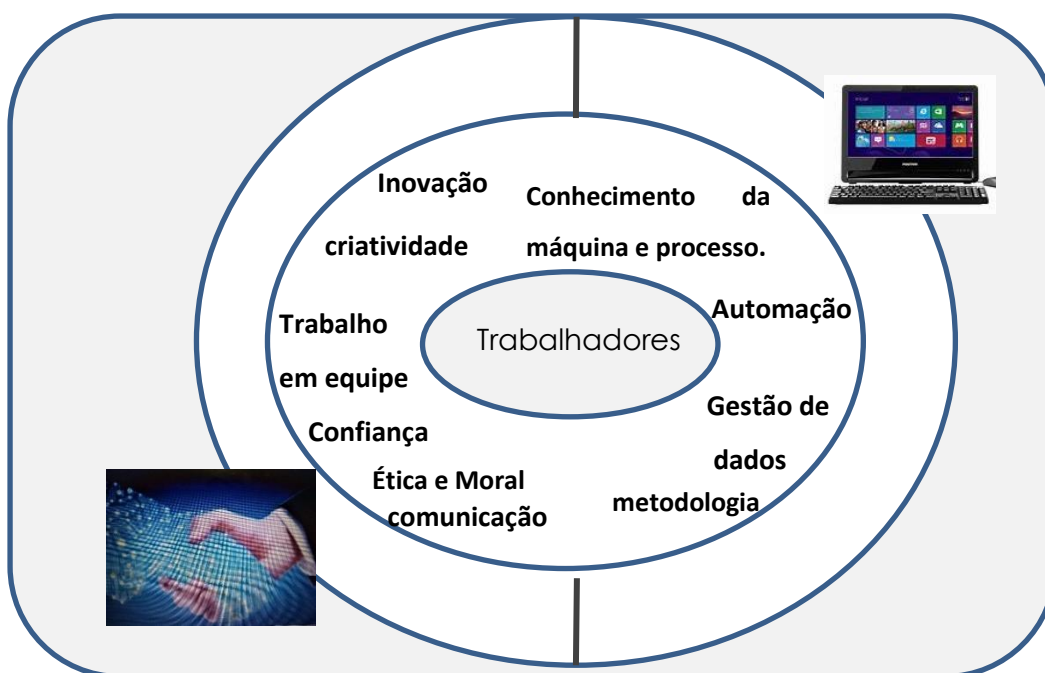 Inovação
criatividade
Conhecimento da
máquina e processo.
Trabalho
em equipe
Trabalhadores
Automação
Confiança
Gestão de
dados
metodologia
Ética e Moral
comunicação